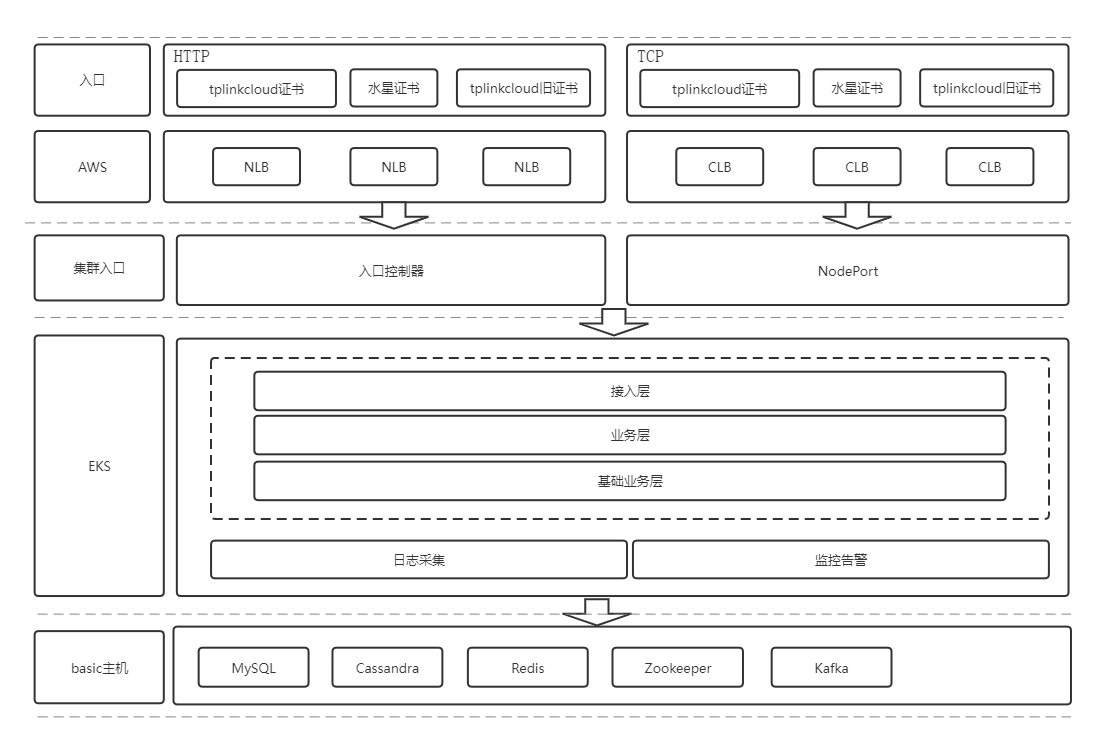 HTTP
TCP
入口
tplinkcloud证书
水星证书
tplinkcloud旧证书
tplinkcloud证书
水星证书
tplinkcloud旧证书
AWS
NLB
NLB
NLB
CLB
CLB
CLB
集群入口
入口控制器
NodePort
EKS
接入层
业务层
基础业务层
日志采集
监控告警
basic主机
MySQL
Cassandra
Redis
Zookeeper
Kafka